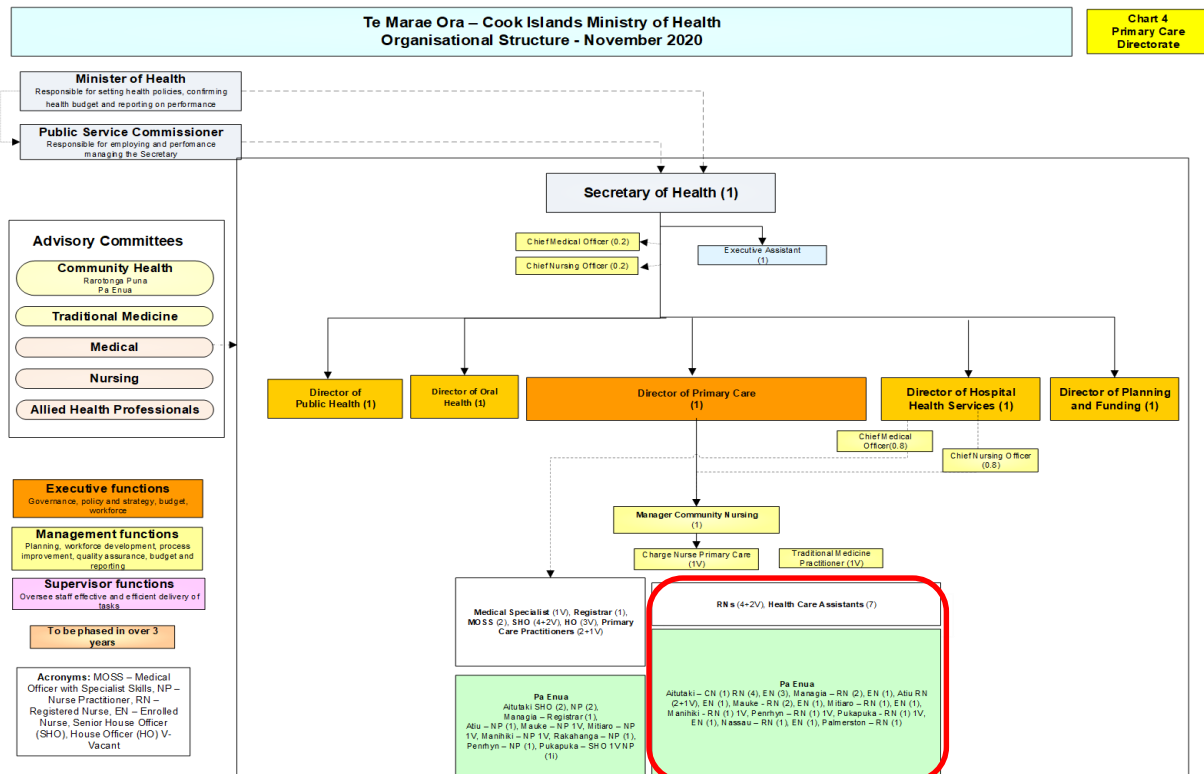 Te Marae Ora – Cook Islands Ministry of Health
Organisational Structure - November 2020
Chart 4
Primary Care
Directorate
Minister of Health
Responsible for setting health policies, confirming
health budget and reporting on performance
Public Service Commissioner
Responsible for employing and perfomance
managing the Secretary
Secretary of Health (1)
Chief Medical Officer (0.2)
Chief Nursing Officer (0.2)
Executive Assistant
(1)
Advisory Committees
Community Health
Rarotonga Puna
Pa Enua
Traditional Medicine
Medical
Nursing
Allied Health Professionals
Director of
Public Health (1)
Director of Oral
Health (1)
Director of Primary Care
(1)
Director of Hospital
Health Services (1)
Director of Planning
and Funding (1)
Chief Medical
Officer(0.8)
Chief Nursing Officer
(0.8)
Executive functions
Governance, policy and strategy, budget,
workforce
Management functions
Planning, workforce development, process
improvement, quality assurance, budget and
reporting
Supervisor functions
Oversee staff effective and efficient delivery of
tasks
To be phased in over 3
years
Acronyms: MOSS – Medical
Officer with Specialist Skills, NP –
Nurse Practitioner, RN –
Registered Nurse, EN – Enrolled
Nurse, Senior House Officer
(SHO), House Officer (HO) V-
Vacant
Manager Community Nursing
(1)
Charge Nurse Primary Care
(1V)
Traditional Medicine
Practitioner (1V)
Medical Specialist (1V), Registrar (1),
MOSS (2), SHO (4+2V), HO (3V), Primary
Care Practitioners (2+1V)
RNs (4+2V), Health Care Assistants (7)
Pa Enua
Aitutaki SHO (2), NP (2),
Managia – Registrar (1),
Atiu – NP (1), Mauke – NP 1V, Mitiaro – NP
1V, Manihiki – NP 1V, Rakahanga – NP (1),
Penrhyn – NP (1), Pukapuka – SHO 1V NP
(1i)
Pa Enua
Aitutaki – CN (1) RN (4), EN (3), Managia – RN (2), EN (1), Atiu RN
(2+1V), EN (1), Mauke - RN (2), EN (1), Mitiaro – RN (1), EN (1),
Manihiki - RN (1) 1V, Penrhyn – RN (1) 1V, Pukapuka - RN (1) 1V,
EN (1), Nassau – RN (1), EN (1), Palmerston – RN (1)